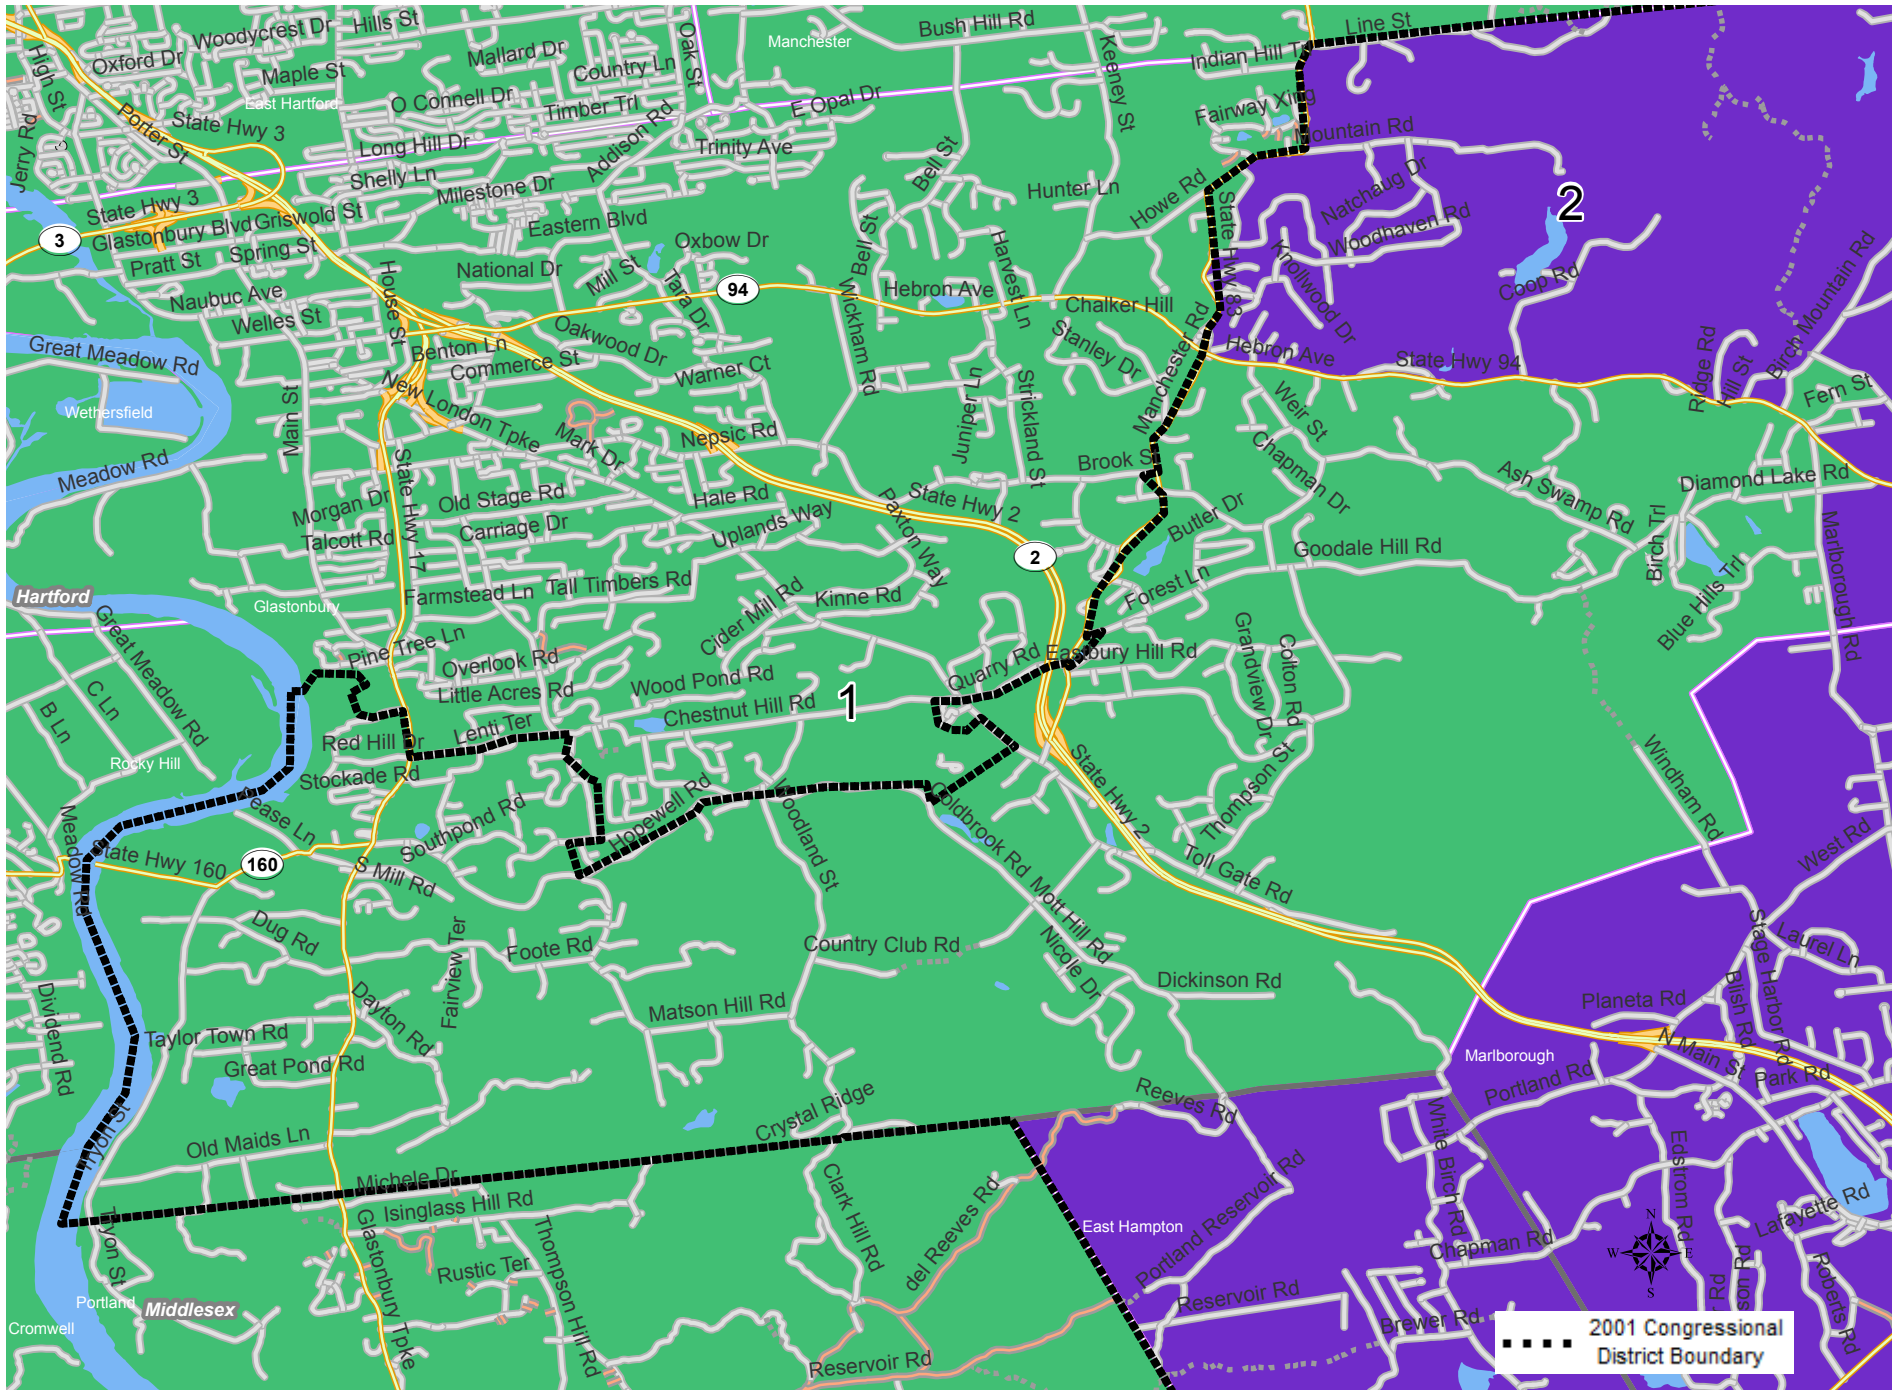 Woodycrest Dr
Hills St
Oak St
Manchester
Bush Hill Rd
Keeney St
Line St
Indian Hill
High St
Oxford Dr
Maple St
Mallard Dr
Country Ln
East Hartford
O Connell Dr
Timber Trl
E Opal Dr
Fairway Xing
Jerry Rd
Porter St
State Hwy 3
Long Hill Dr
Addison Rd
Trinity Ave
Mountain Rd
Shelly Ln
Milestone Dr
Bell St
Hunter Ln
Howe Rd
Natchaug Dr
2
State Hwy 3
Griswold St
Eastern Blvd
Woodhaven Rd
3
Glastonbury Blvd
Spring St
Pratt St
Oxbow Dr
Bell St
Harvest Ln
State Hwy 83
Knollwood Dr
Coop Rd
Birch Mountain Rd
Naubuc Ave
House St
National Dr
Mill St
Tara Dr
94
Wickham Rd
Hebron Ave
Chalker Hill
Welles St
Great Meadow Rd
Benton Ln
Commerce St
Oakwood Dr
Warner Ct
Stanley Dr
Manchester Rd
Hebron Ave
State Hwy 94
Ridge Rd
Hill St
Fern St
Wethersfield
Main St
New London Tpke
Mark Dr
Nepsic Rd
Juniper Ln
Strickland St
Weir St
Chapman Dr
Meadow Rd
State Hwy 17
Brook S
Ash Swamp Rd
Diamond Lake Rd
Morgan Dr
Old Stage Rd
Hale Rd
Paxton Way
State Hwy 2
Butler Dr
Birch Trl
Marlborough Rd
Talcott Rd
Carriage Dr
Uplands Way
2
Goodale Hill Rd
Hartford
Glastonbury
Farmstead Ln
Tall Timbers Rd
Cider Mill Rd
Kinne Rd
Forest Ln
Blue Hills Trl
Great Meadow Rd
Pine Tree Ln
Overlook Rd
Quarry Rd
Eastbury Hill Rd
Grandview Dr
Colton Rd
C Ln
B Ln
Little Acres Rd
Wood Pond Rd
1
Chestnut Hill Rd
Red Hill Dr
Lenti Ter
Rocky Hill
Stockade Rd
State Hwy 2
Thompson St
Windham Rd
Pease Ln
Southpond Rd
Hopewell Rd
Woodland St
Coldbrook Rd
Meadow Rd
State Hwy 160
160
S Mill Rd
Toll Gate Rd
West Rd
Mott Hill Rd
Dug Rd
Fairview Ter
Foote Rd
Country Club Rd
Nicole Dr
Stage Harbor Rd
Laurel Ln
Dividend Rd
Dayton Rd
Matson Hill Rd
Dickinson Rd
Planeta Rd
Blish Rd
Taylor Town Rd
Great Pond Rd
Marlborough
N Main St
Park Rd
Portland Rd
Tryon St
Old Maids Ln
Crystal Ridge
Reeves Rd
White Birch Rd
Edstrom Rd
Michele Dr
Isinglass Hill Rd
Clark Hill Rd
del Reeves Rd
Portland Reservoir Rd
East Hampton
Lafayette Rd
Tryon St
Glastonbury Tpke
Thompson Hill Rd
Rustic Ter
Chapman Rd
N
W
E
S
Roberts Rd
Portland
Middlesex
Cromwell
Reservoir Rd
Brewer Rd
r Rd
son Rd
Reservoir Rd
2001 Congressional
District Boundary